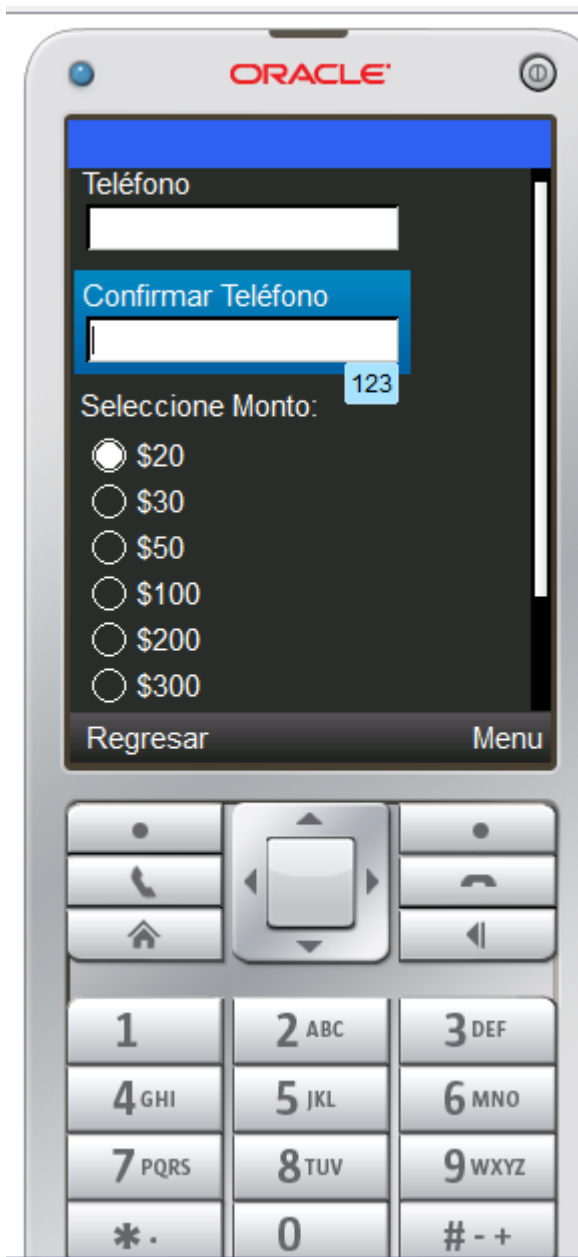 ORACLE
Teléfono
Confirmar Teléfono
123
Seleccione Monto:
$20
$30
$50
$100
$200
$300
Regresar Menu
1 2 ABC 3 DEF
4 GHI 5 JKL 6 MNO
7 PQRS 8 TUV 9 WXYZ
* . 0 # - +